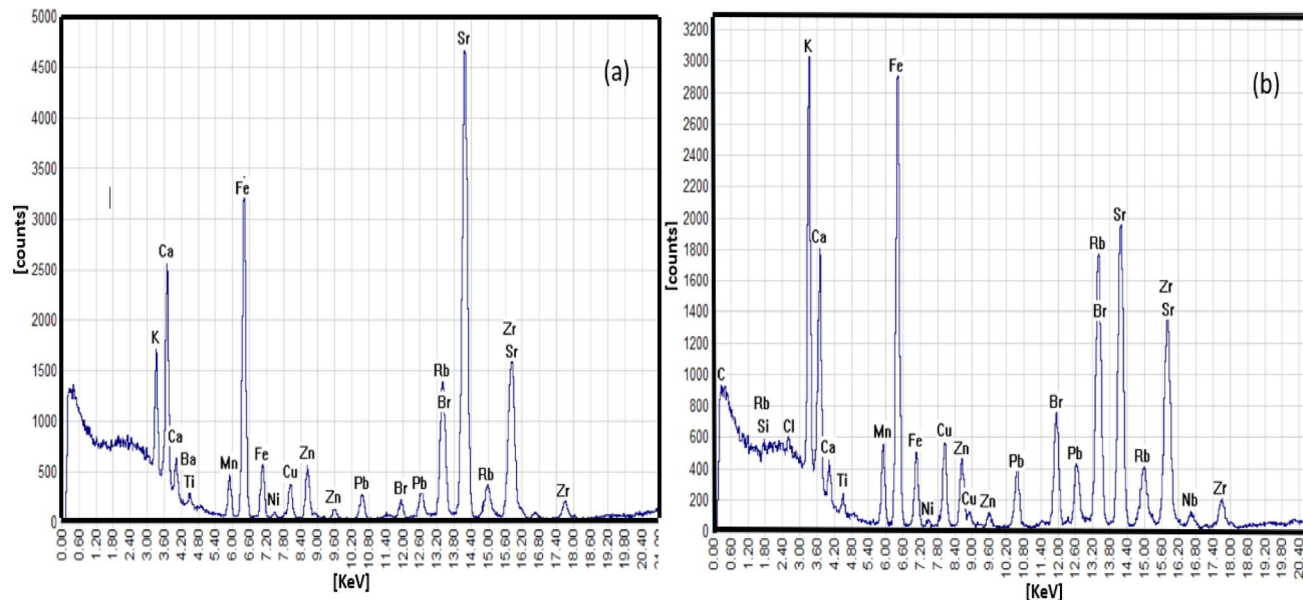 5000
4500
4000
3500
3000
2500
2000
1500
1000
500
0
[counts]
(a)
K
Ca
Ca
Ba
Ti
Mn
Fe
Fe
Ni
Cu
Zn
Zn
Pb
Br
Pb
Rb
Br
Sr
Rb
Zr
Sr
Zr
0.00 0.60 1.20 1.80 2.40 3.00 3.60 4.20 4.80 5.40 6.00 6.60 7.20 7.80 8.40 9.00 9.60 10.20 10.80 11.40 12.00 12.60 13.20 13.80 14.40 15.00 15.60 16.20 16.80 17.40 18.00 18.60 19.20 19.80 20.40
[KeV]
3200
3000
2800
2600
2400
2200
2000
1800
1600
1400
1200
1000
800
600
400
200
0
[counts]
(b)
C
Rb
Si
Cl
K
Ca
Ca
Ti
Mn
Fe
Fe
Ni
Cu
Zn
Cu
Zn
Pb
Br
Pb
Rb
Br
Sr
Rb
Zr
Sr
Nb
Zr
0.00 0.60 1.20 1.80 2.40 3.00 3.60 4.20 4.80 5.40 6.00 6.60 7.20 7.80 8.40 9.00 9.60 10.20 10.80 11.40 12.00 12.60 13.20 13.80 14.40 15.00 15.60 16.20 16.80 17.40 18.00 18.60 19.20 19.80 20.40
[KeV]